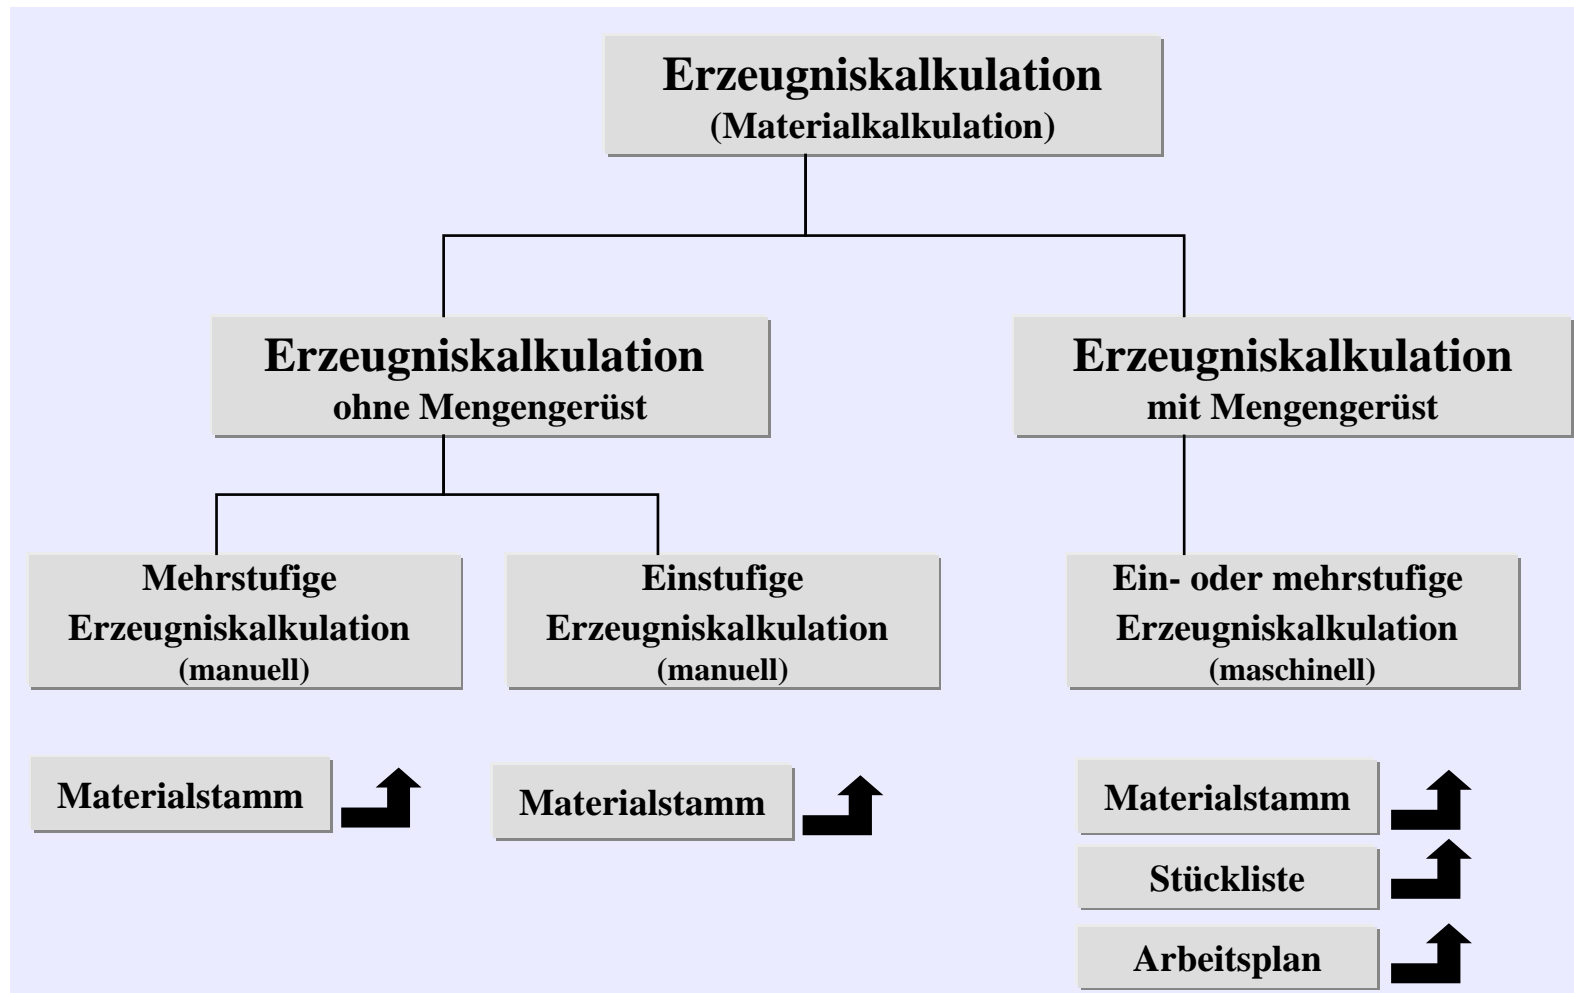 Erzeugniskalkulation
(Materialkalkulation)
Erzeugniskalkulation
ohne Mengengerüst
Erzeugniskalkulation
mit Mengengerüst
Mehrstufige
Erzeugniskalkulation
(manuell)
Einstufige
Erzeugniskalkulation
(manuell)
Ein- oder mehrstufige
Erzeugniskalkulation
(maschinell)
Materialstamm
Materialstamm
Materialstamm
Stückliste
Arbeitsplan